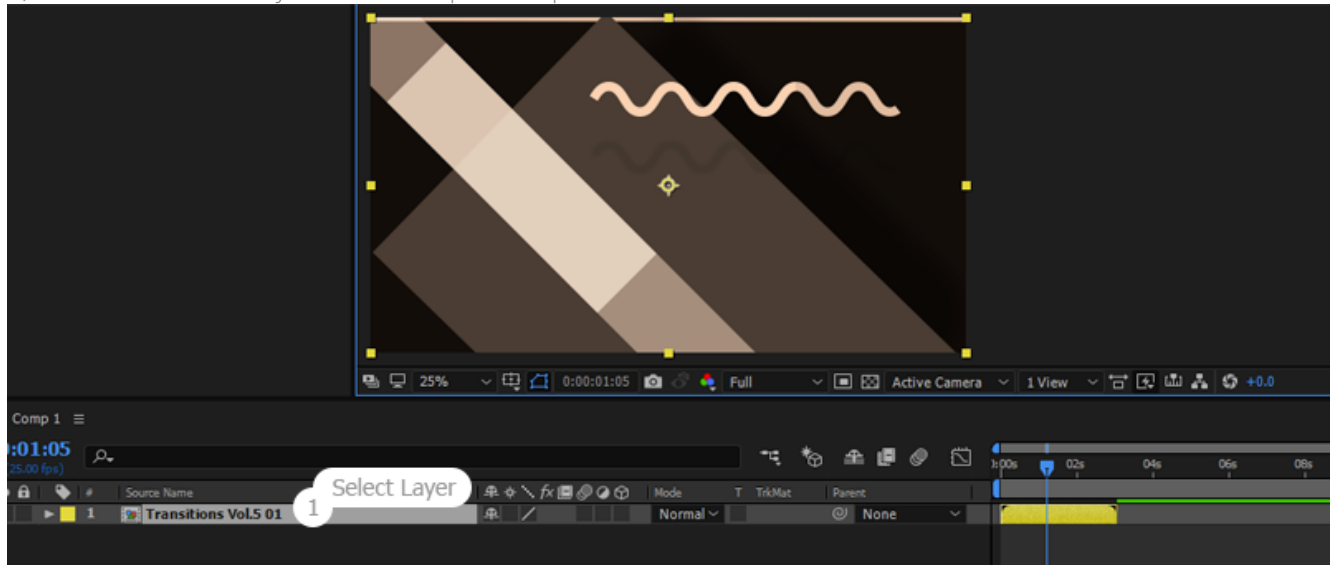 25% 0:00:01:05 Full Active Camera 1 View +0.0
Comp 1
:01:05
25.00 fps)
00s 02s 04s 06s 08s
# Source Name Mode T TrkMat Parent
Select Layer
1
1 Transitions Vol.5 01 Normal None